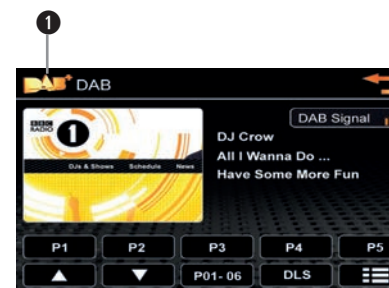 1
DAB+ DAB
DAB Signal
BBC
RADIO
1
DJs & Shows Schedule News
DJ Crow
All I Wanna Do ...
Have Some More Fun
P1 P2 P3 P4 P5
P01- 06 DLS